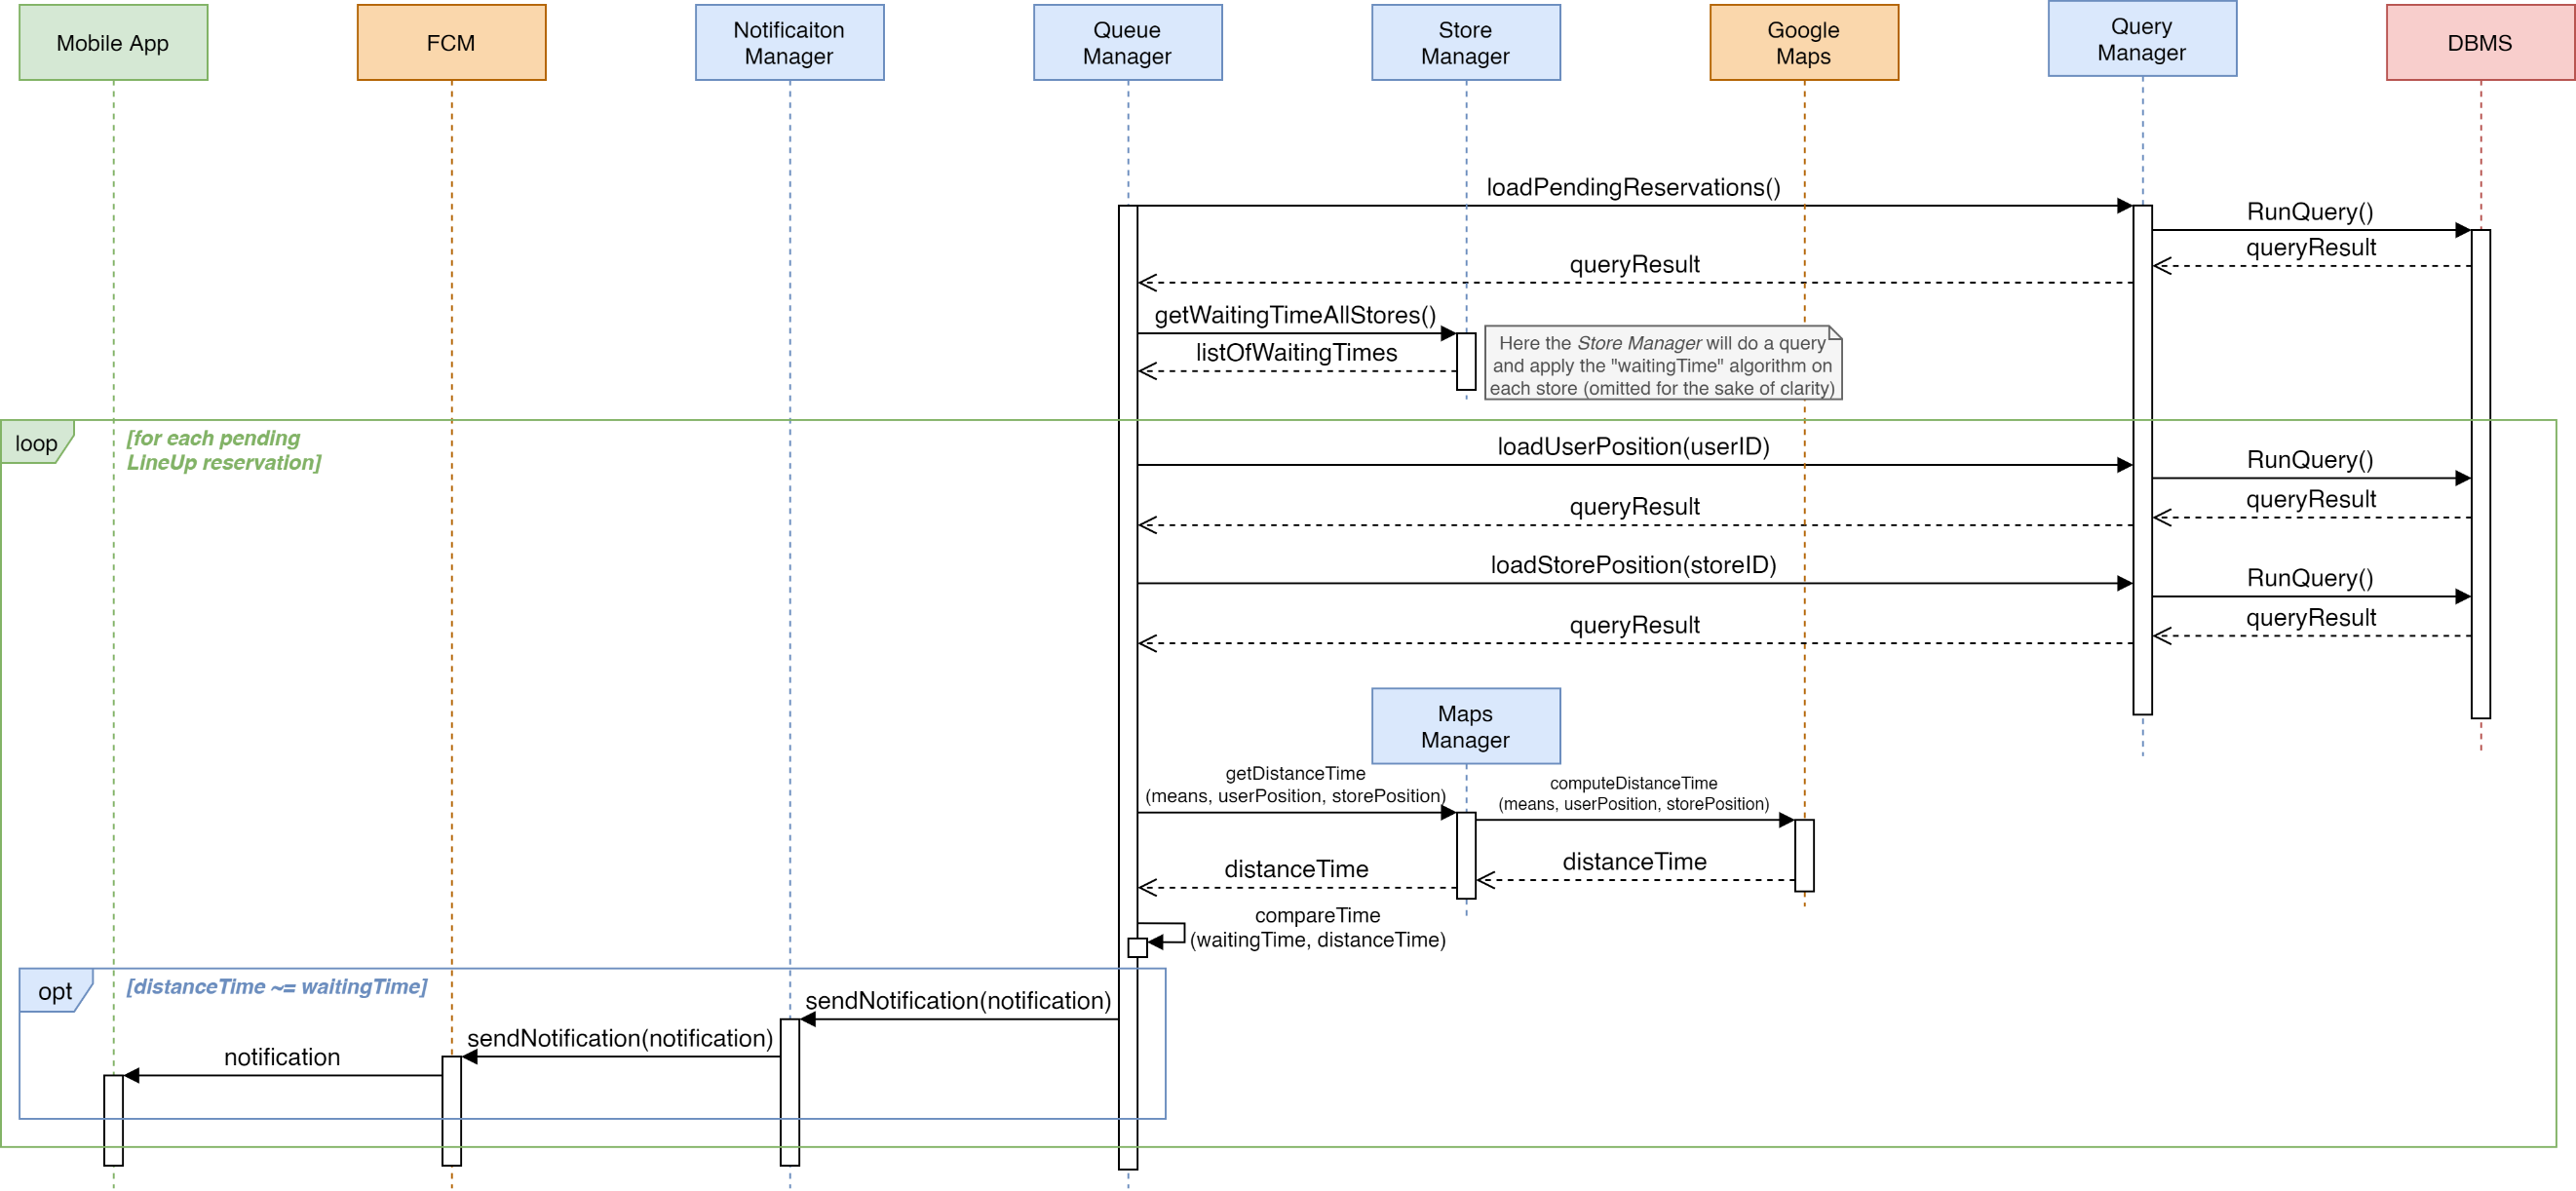 Mobile App
FCM
Notificaiton
Manager
Queue
Manager
Store
Manager
Google
Maps
Query
Manager
DBMS
loadPendingReservations()
RunQuery()
queryResult
queryResult
getWaitingTimeAllStores()
listOfWaitingTimes
Here the Store Manager will do a query
and apply the "waitingTime" algorithm on
each store (omitted for the sake of clarity)
loop
[for each pending
LineUp reservation]
loadUserPosition(userID)
RunQuery()
queryResult
queryResult
loadStorePosition(storeID)
RunQuery()
queryResult
queryResult
Maps
Manager
getDistanceTime
(means, userPosition, storePosition)
computeDistanceTime
(means, userPosition, storePosition)
distanceTime
distanceTime
compareTime
(waitingTime, distanceTime)
opt
[distanceTime ~= waitingTime]
sendNotification(notification)
sendNotification(notification)
notification